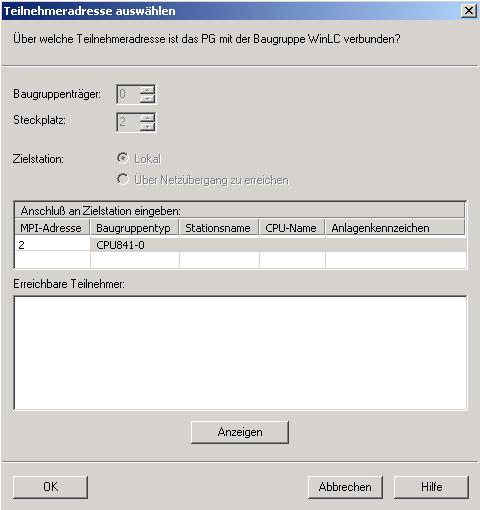 Teilnehmeradresse auswählen
Über welche Teilnehmeradresse ist das PG mit der Baugruppe WinLC verbunden?
Baugruppenträger: 0
Steckplatz: 2
Zielstation: Lokal
Über Netzübergang zu erreichen
Anschluß an Zielstation eingeben:
MPI-Adresse Baugruppentyp Stationsname CPU-Name Anlagenkennzeichen
2 CPU841-0
Erreichbare Teilnehmer:
Anzeigen
OK Abbrechen Hilfe